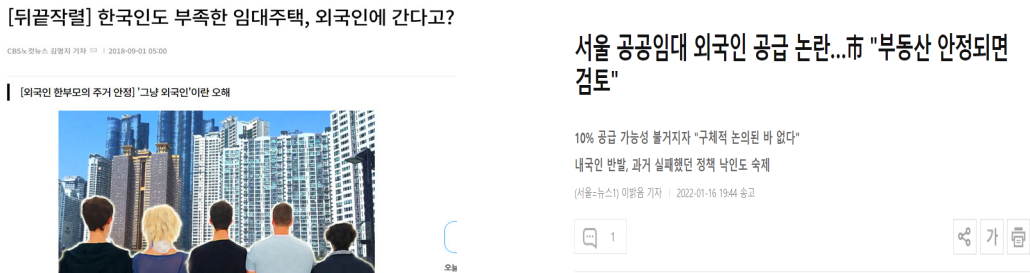 [뒤끝작렬] 한국인도 부족한 임대주택, 외국인에 간다고?
CBS노컷뉴스 김명지 기자
2018-09-01 05:00
[외국인 한부모의 주거 안정] '그냥 외국인'이란 오해
오늘
서울 공공임대 외국인 공급 논란...市 "부동산 안정되면
검토"
10% 공급 가능성 불거지자 "구체적 논의된 바 없다"
내국인 반발, 과거 실패했던 정책 낙인도 숙제
(서울=뉴스1) 이밝음 기자 | 2022-01-16 19:44 송고
1
가